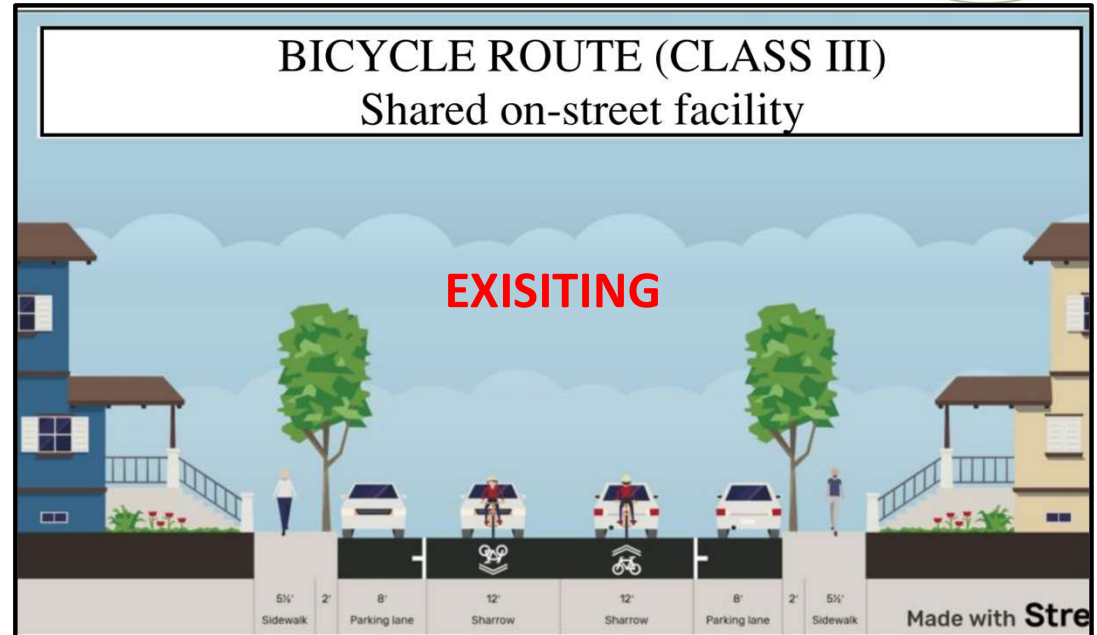 BICYCLE ROUTE (CLASS III)
Shared on-street facility
EXISITING
5½' 2' 8' 12' 12' 8' 2' 5½'
Sidewalk Parking lane Sharrow Sharrow Parking lane Sidewalk
Made with Stre